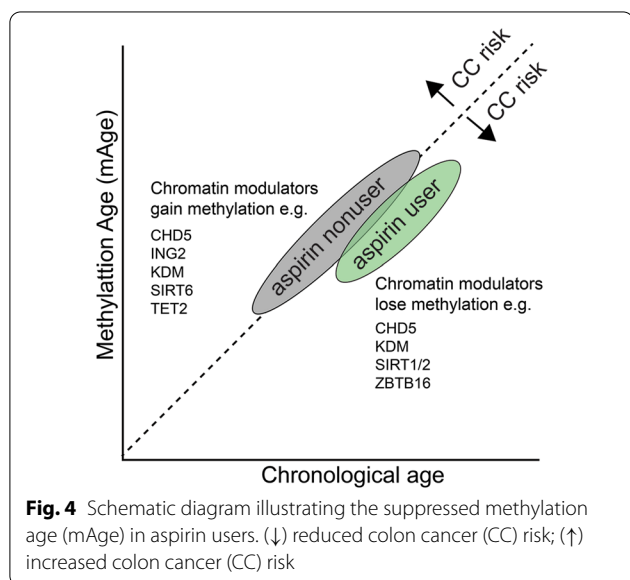 CC risk
CC risk
Methylattion Age (mAge)
Chromatin modulators
gain methylation e.g.
CHD5
ING2
KDM
SIRT6
TET2
aspirin nonuser
aspirin user
Chromatin modulators
lose methylation e.g.
CHD5
KDM
SIRT1/2
ZBTB16
Chronological age
Fig. 4 Schematic diagram illustrating the suppressed methylation
age (mAge) in aspirin users. (↓) reduced colon cancer (CC) risk; (↑)
increased colon cancer (CC) risk